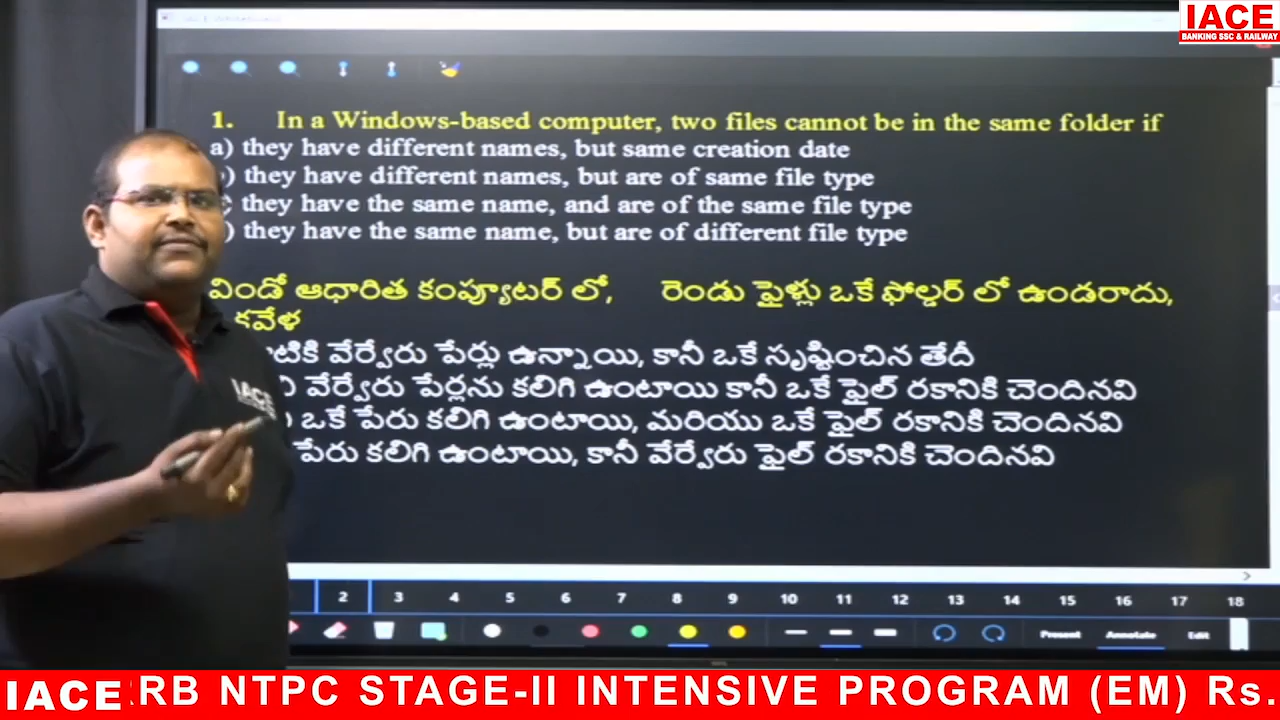 IACE
BANKING SSC & RAILWAY
1. In a Windows-based computer, two files cannot be in the same folder if
a) they have different names, but same creation date
) they have different names, but are of same file type
they have the same name, and are of the same file type
) they have the same name, but are of different file type
విండో ఆధారిత కంప్యూటర్ లో, రెండు ఫైళ్లు ఒకే ఫోల్డర్ లో ఉండరాదు,
కవేళ
టికి వేర్వేరు పేర్లు ఉన్నాయి, కానీ ఒకే సృష్టించిన తేదీ
ని వేర్వేరు పేర్లను కలిగి ఉంటాయి కానీ ఒకే ఫైల్ రకానికి చెందినవి
ఒకే పేరు కలిగి ఉంటాయి, మరియు ఒకే ఫైల్ రకానికి చెందినవి
పేరు కలిగి ఉంటాయి, కానీ వేర్వేరు ఫైల్ రకానికి చెందినవి
IACE
2 3 4 5 6 7 8 9 10 11 12 13 14 15 16 17 18
Present Annotate Edit
IACE RB NTPC STAGE-II INTENSIVE PROGRAM (EM) Rs.